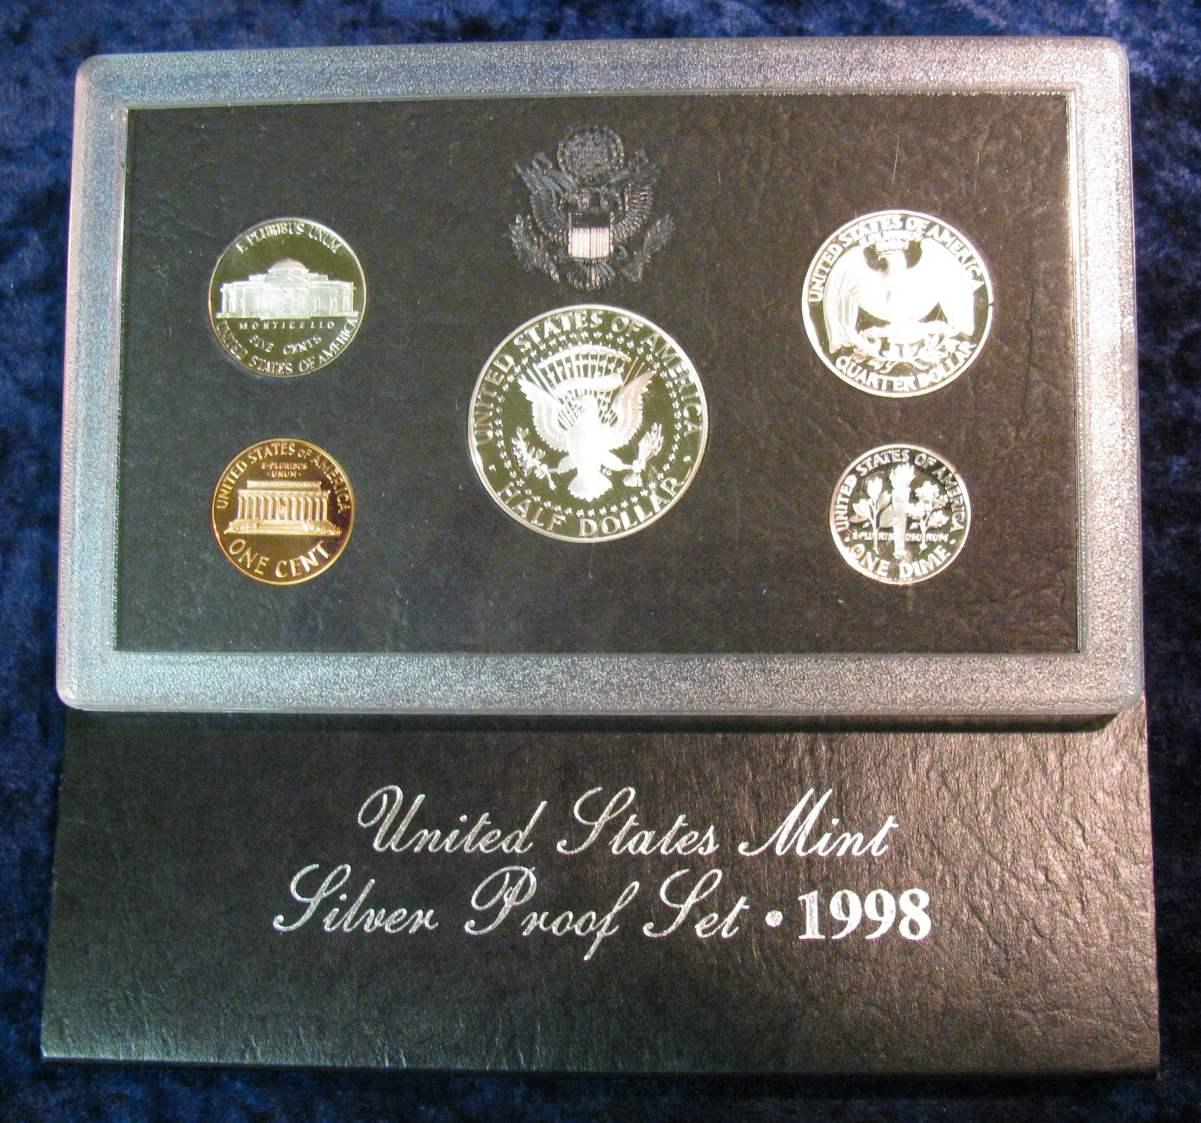 E PLURIBUS UNUM
MONTICELLO
FIVE CENTS
UNITED STATES OF AMERICA
UNITED STATES OF AMERICA
HALF DOLLAR
UNITED STATES OF AMERICA
QUARTER DOLLAR
UNITED STATES OF AMERICA
E·PLURIBUS
·UNUM·
ONE CENT
UNITED STATES OF AMERICA
E·PLURIBUS UNUM
ONE DIME
United States Mint
Silver Proof Set • 1998